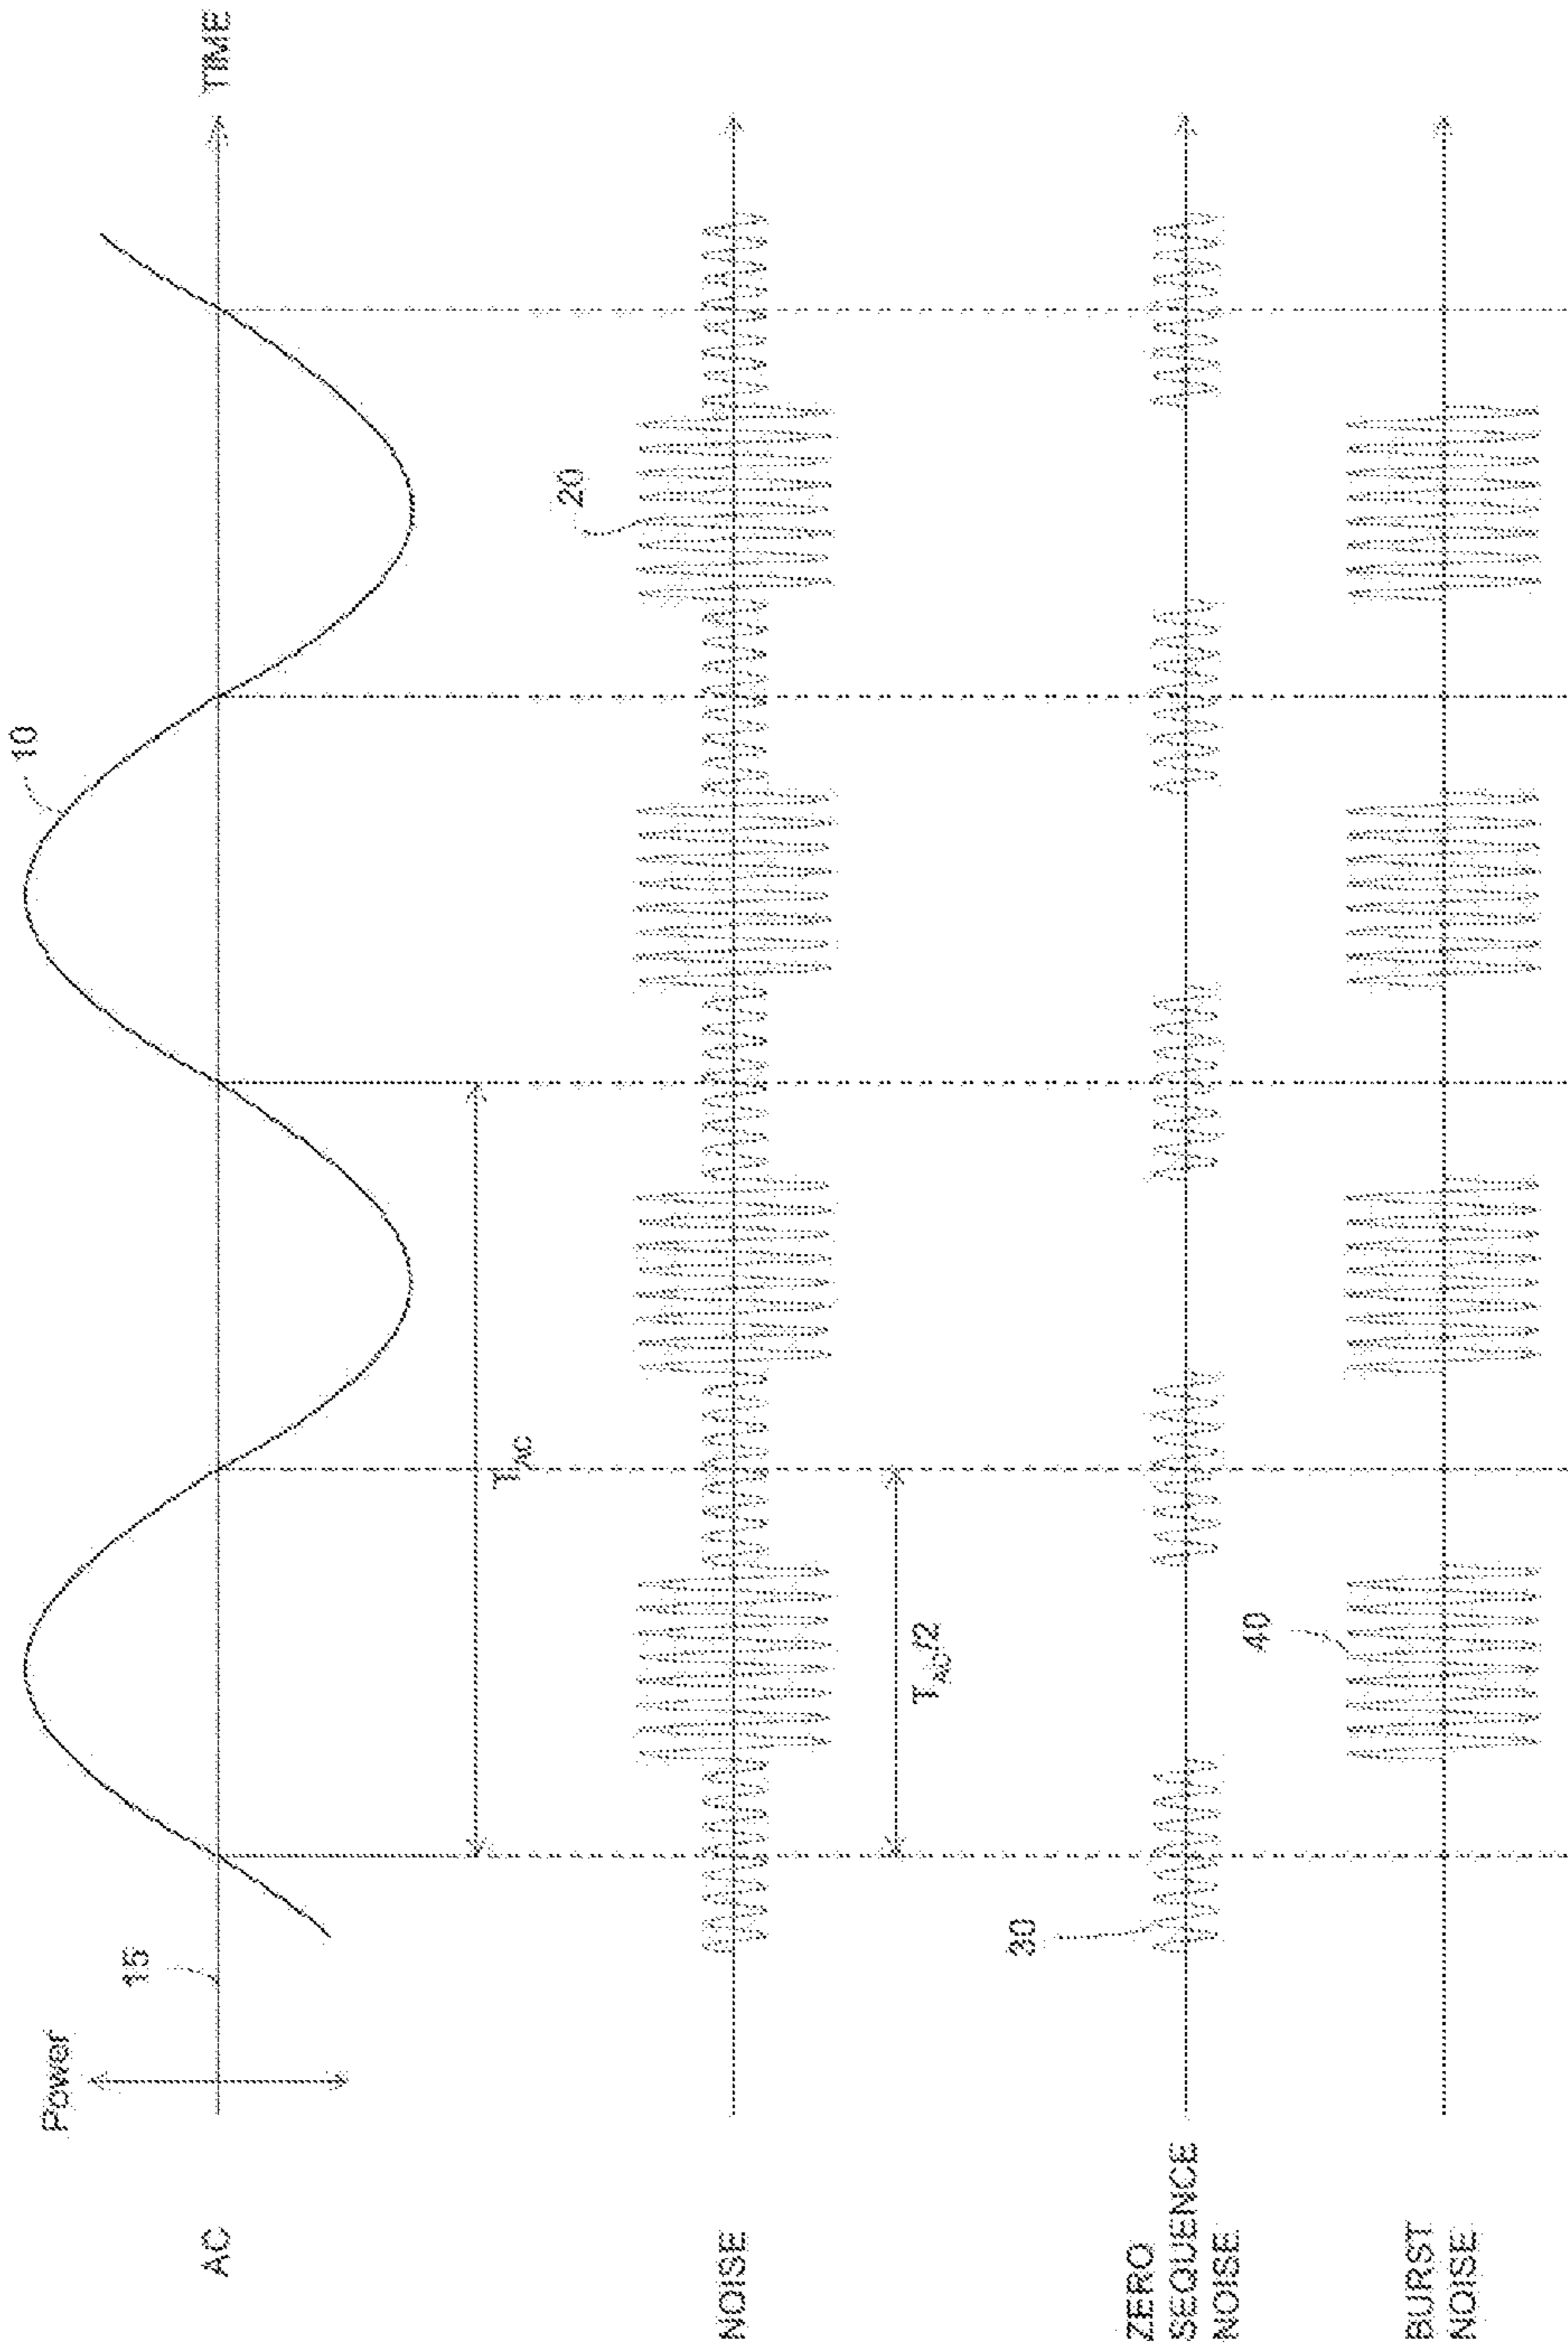 Power
15
10
AC
TIME
T_AC
20
NOISE
T_AC/2
30
ZERO
SEQUENCE
NOISE
40
BURST
NOISE